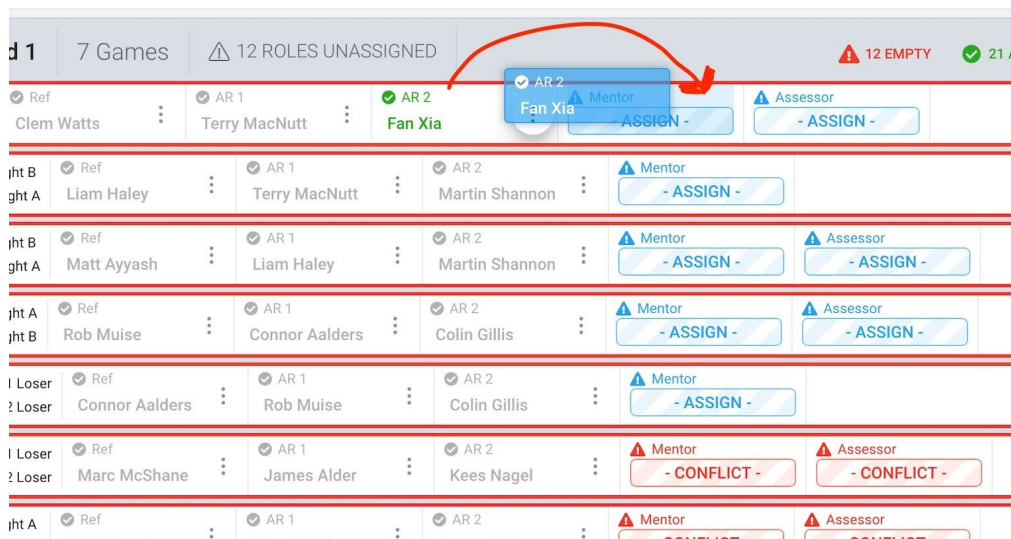 d 1 7 Games 12 ROLES UNASSIGNED 12 EMPTY 21
Ref AR 1 AR 2 AR 2 Mentor Assessor
Clem Watts Terry MacNutt Fan Xia Fan Xia - ASSIGN - - ASSIGN -
ght B Ref AR 1 AR 2 Mentor
ght A Liam Haley Terry MacNutt Martin Shannon - ASSIGN -
ght B Ref AR 1 AR 2 Mentor Assessor
ght A Matt Ayyash Liam Haley Martin Shannon - ASSIGN - - ASSIGN -
ght A Ref AR 1 AR 2 Mentor Assessor
ght B Rob Muise Connor Aalders Colin Gillis - ASSIGN - - ASSIGN -
1 Loser Ref AR 1 AR 2 Mentor
2 Loser Connor Aalders Rob Muise Colin Gillis - ASSIGN -
1 Loser Ref AR 1 AR 2 Mentor Assessor
2 Loser Marc McShane James Alder Kees Nagel - CONFLICT - - CONFLICT -
ght A Ref AR 1 AR 2 Mentor Assessor